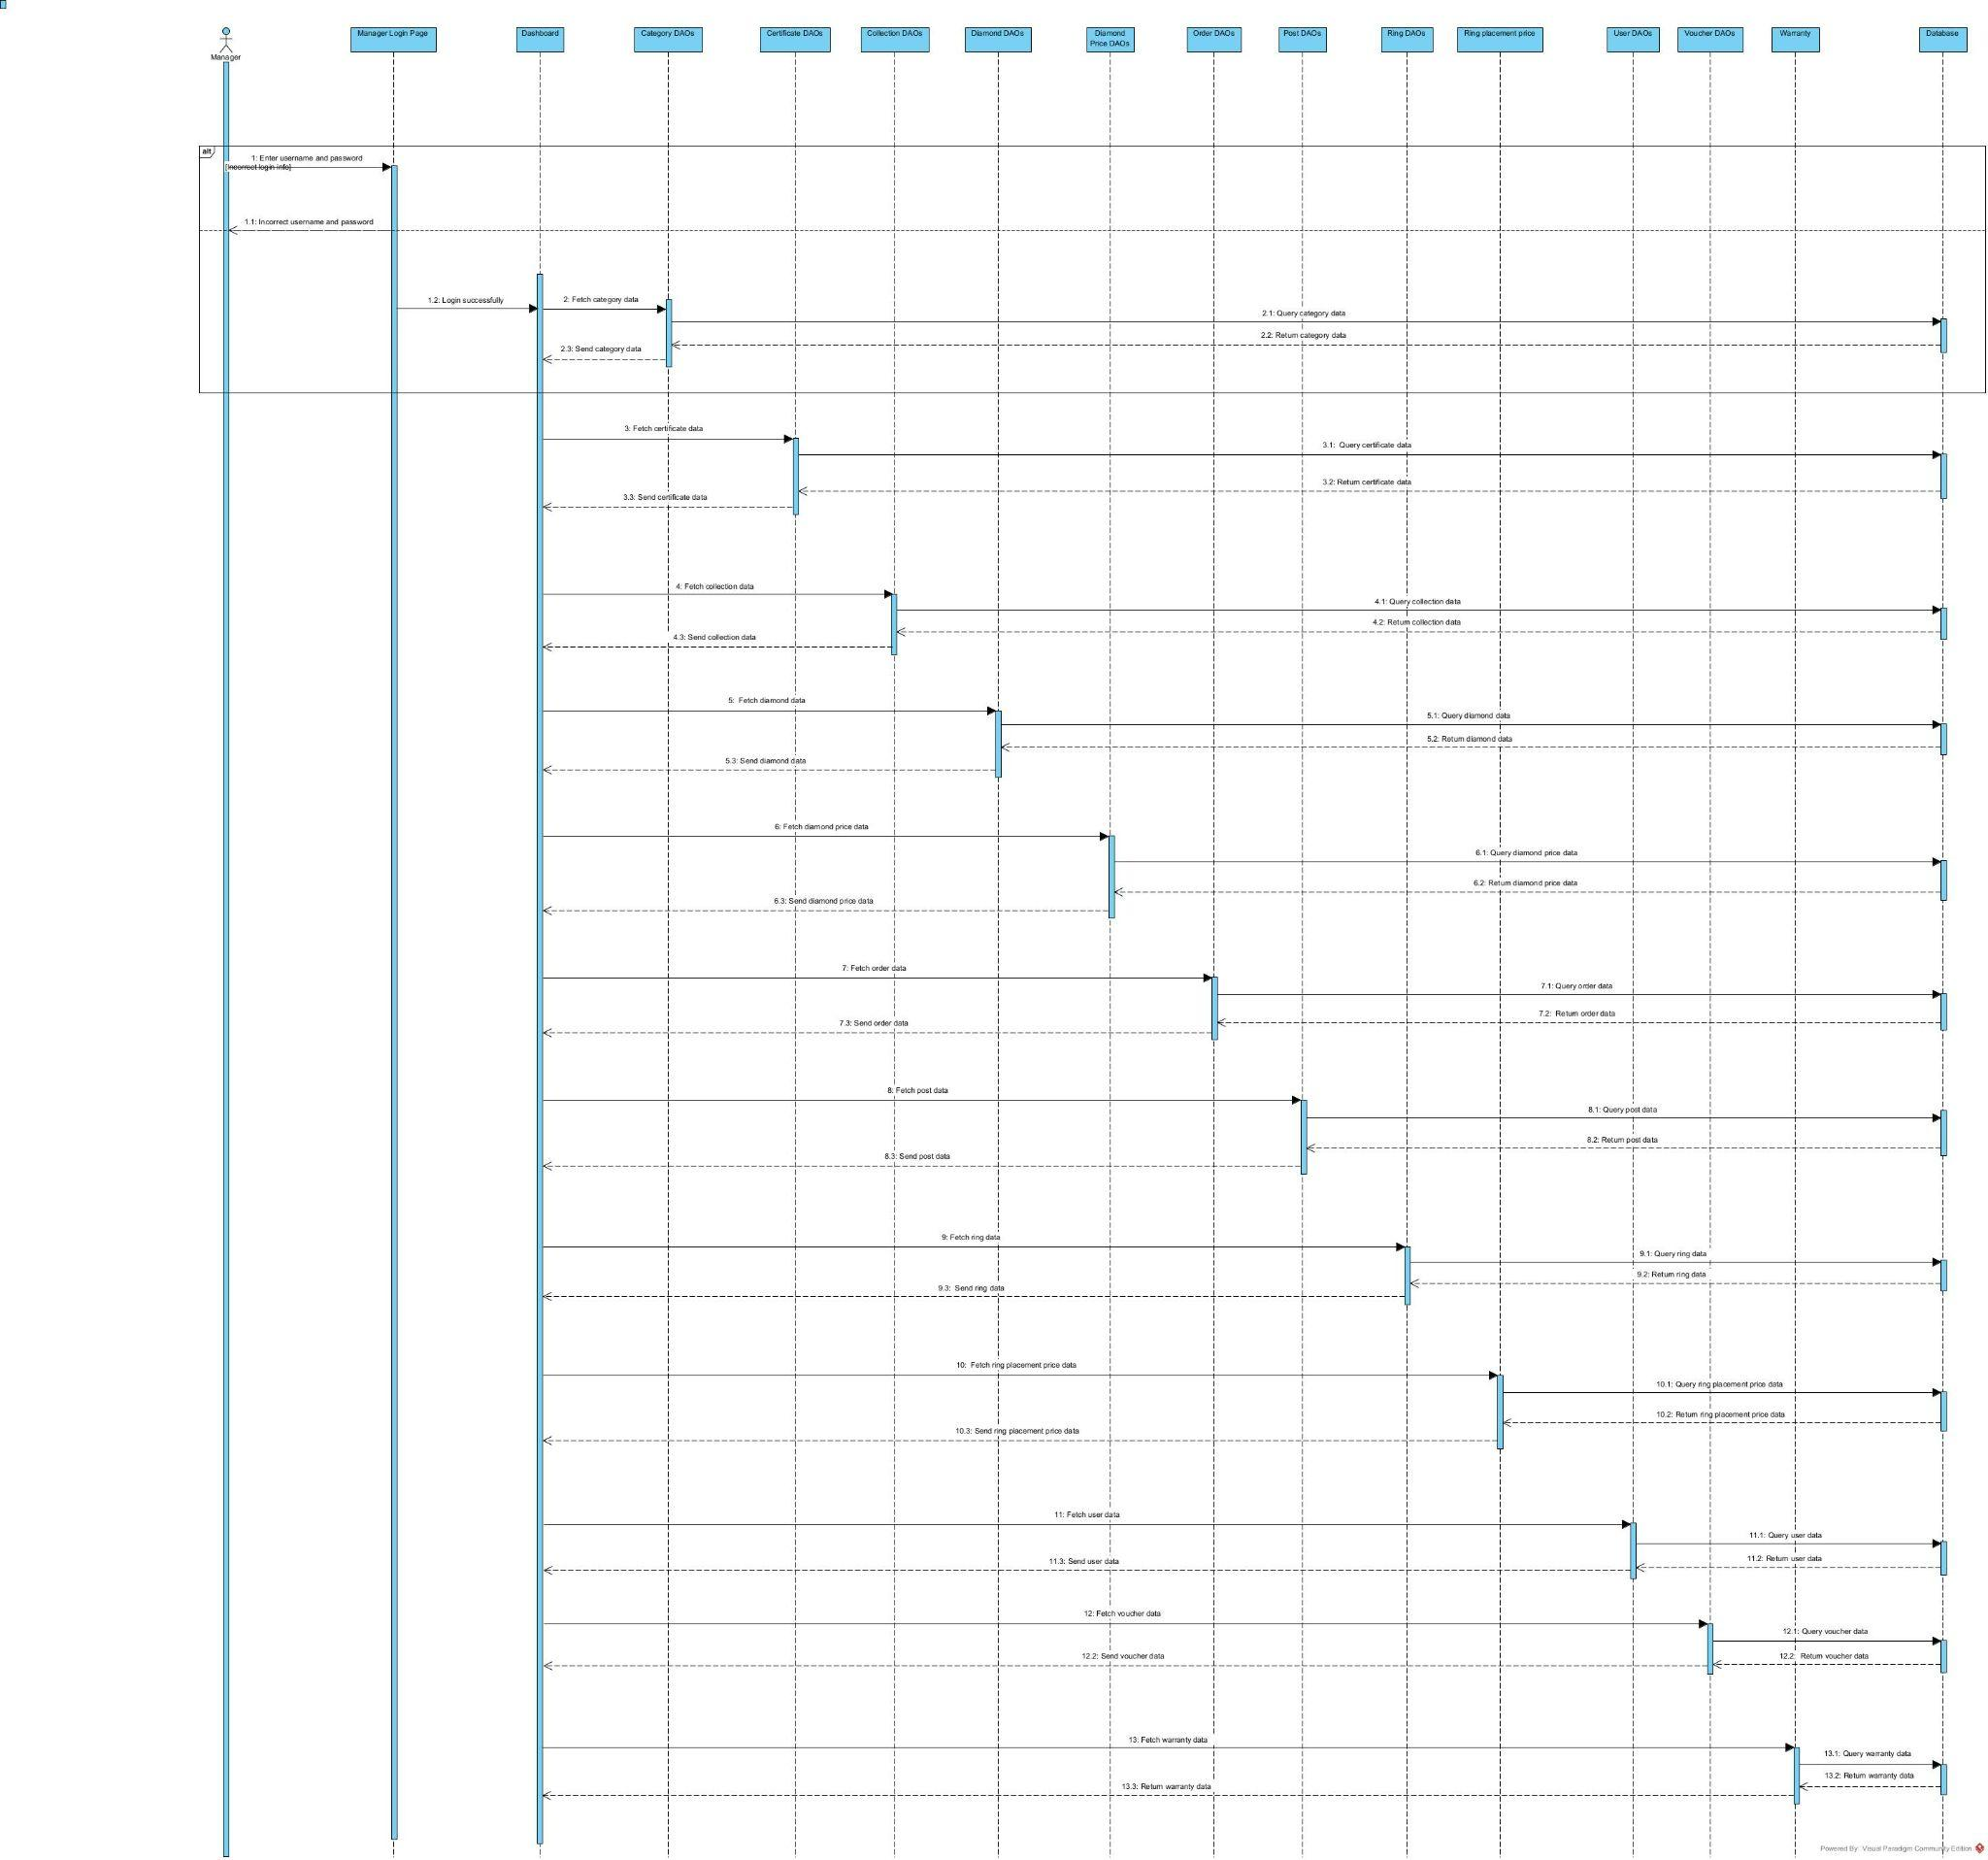 Manager
Manager Login Page
Dashboard
Category DAOs
Certificate DAOs
Collection DAOs
Diamond DAOs
Diamond
Price DAOs
Order DAOs
Post DAOs
Ring DAOs
Ring placement price
User DAOs
Voucher DAOs
Warranty
Database
alt
1: Enter username and password
[Incorrect login info]
1.1: Incorrect username and password
1.2: Login successfully
2: Fetch category data
2.1: Query category data
2.2: Return category data
2.3: Send category data
3: Fetch certificate data
3.1: Query certificate data
3.2: Return certificate data
3.3: Send certificate data
4: Fetch collection data
4.1: Query collection data
4.2: Return collection data
4.3: Send collection data
5: Fetch diamond data
5.1: Query diamond data
5.2: Return diamond data
5.3: Send diamond data
6: Fetch diamond price data
6.1: Query diamond price data
6.2: Return diamond price data
6.3: Send diamond price data
7: Fetch order data
7.1: Query order data
7.2: Return order data
7.3: Send order data
8: Fetch post data
8.1: Query post data
8.2: Return post data
8.3: Send post data
9: Fetch ring data
9.1: Query ring data
9.2: Return ring data
9.3: Send ring data
10: Fetch ring placement price data
10.1: Query ring placement price data
10.2: Return ring placement price data
10.3: Send ring placement price data
11: Fetch user data
11.1: Query user data
11.2: Return user data
11.3: Send user data
12: Fetch voucher data
12.1: Query voucher data
12.2: Send voucher data
12.2: Return voucher data
13: Fetch warranty data
13.1: Query warranty data
13.2: Return warranty data
13.3: Return warranty data
Powered By: Visual Paradigm Community Edition